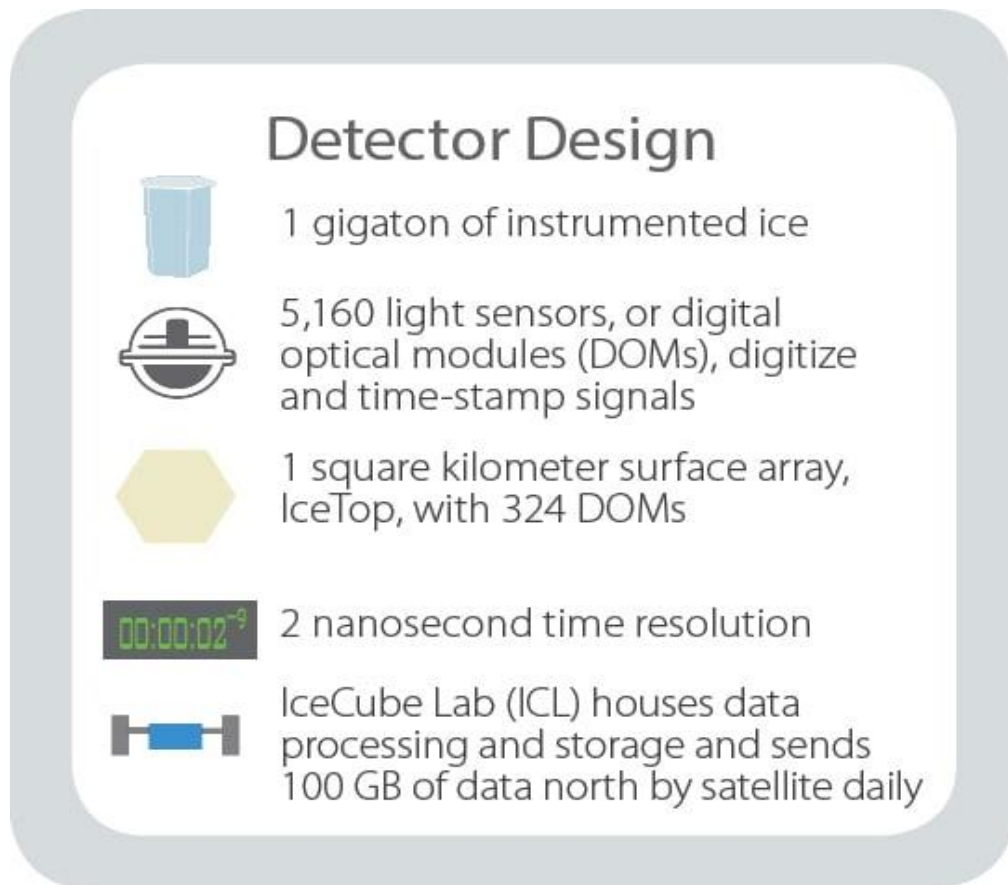 Detector Design
1 gigaton of instrumented ice
5,160 light sensors, or digital
optical modules (DOMs), digitize
and time-stamp signals
1 square kilometer surface array,
IceTop, with 324 DOMs
00:00:02⁻⁹
2 nanosecond time resolution
IceCube Lab (ICL) houses data
processing and storage and sends
100 GB of data north by satellite daily